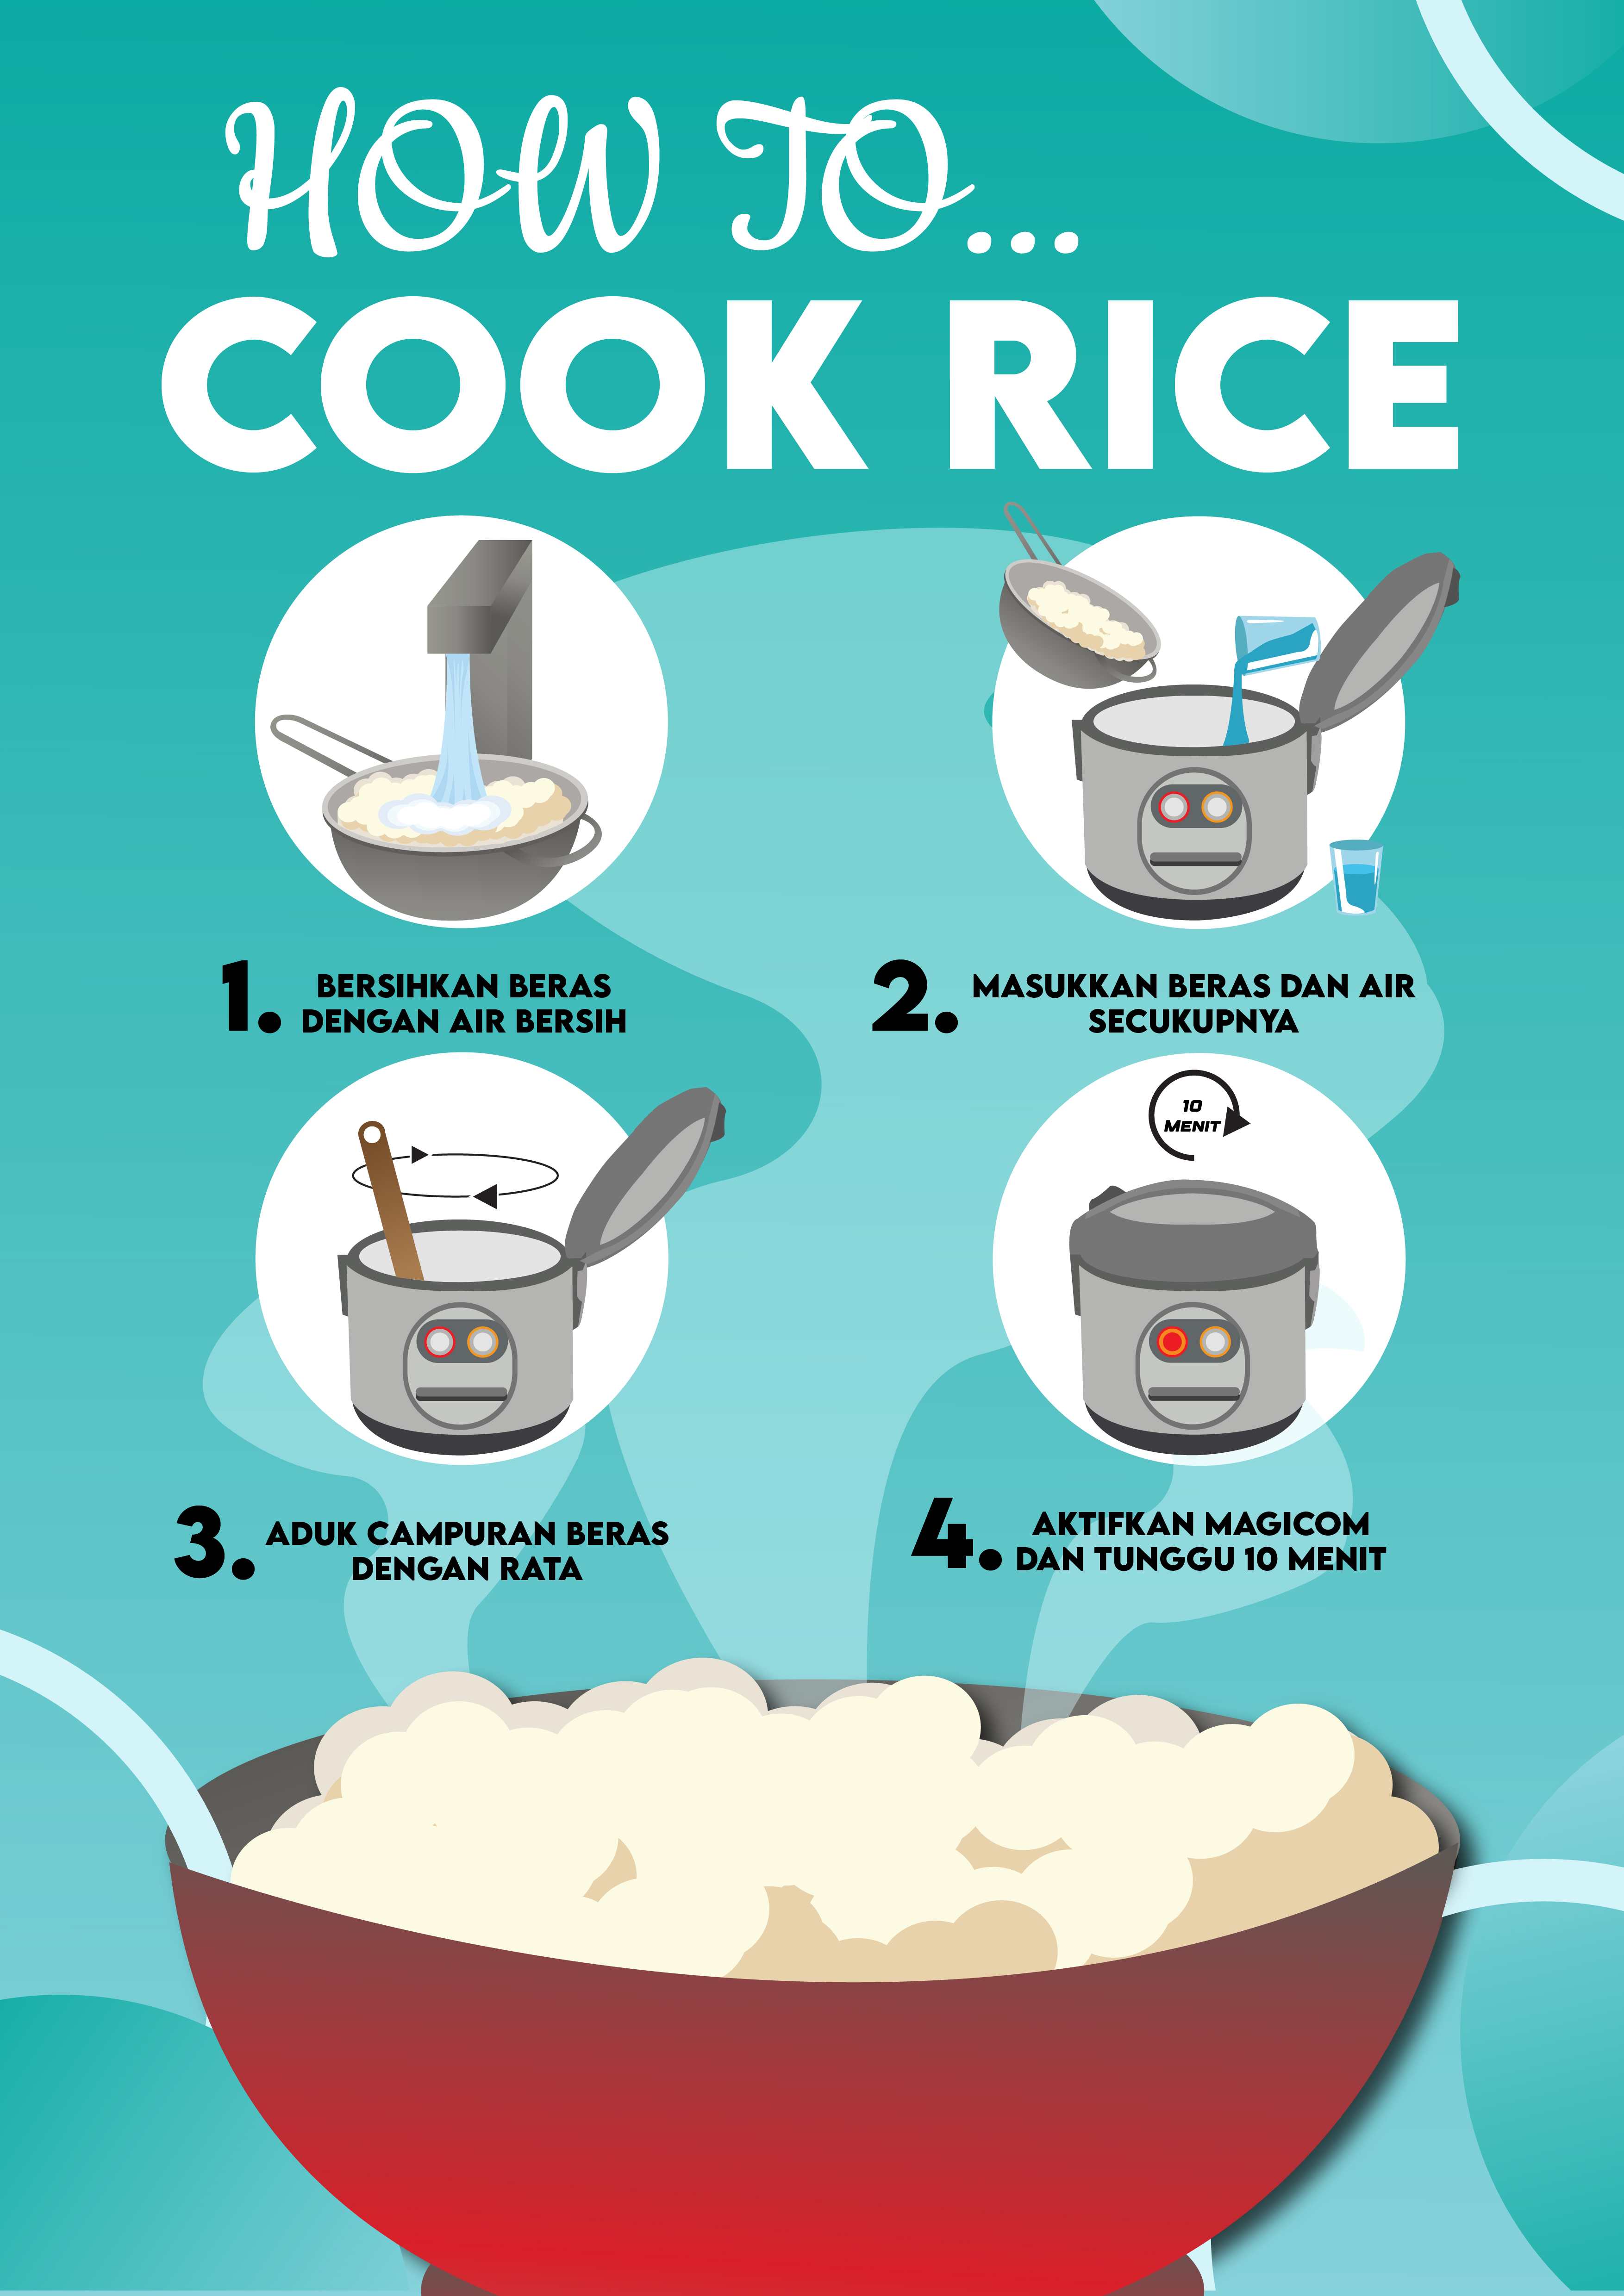 HOW TO...
COOK RICE
1. BERSIHKAN BERAS
DENGAN AIR BERSIH
2. MASUKKAN BERAS DAN AIR
SECUKUPNYA
10
MENIT
3. ADUK CAMPURAN BERAS
DENGAN RATA
4. AKTIFKAN MAGICOM
DAN TUNGGU 10 MENIT